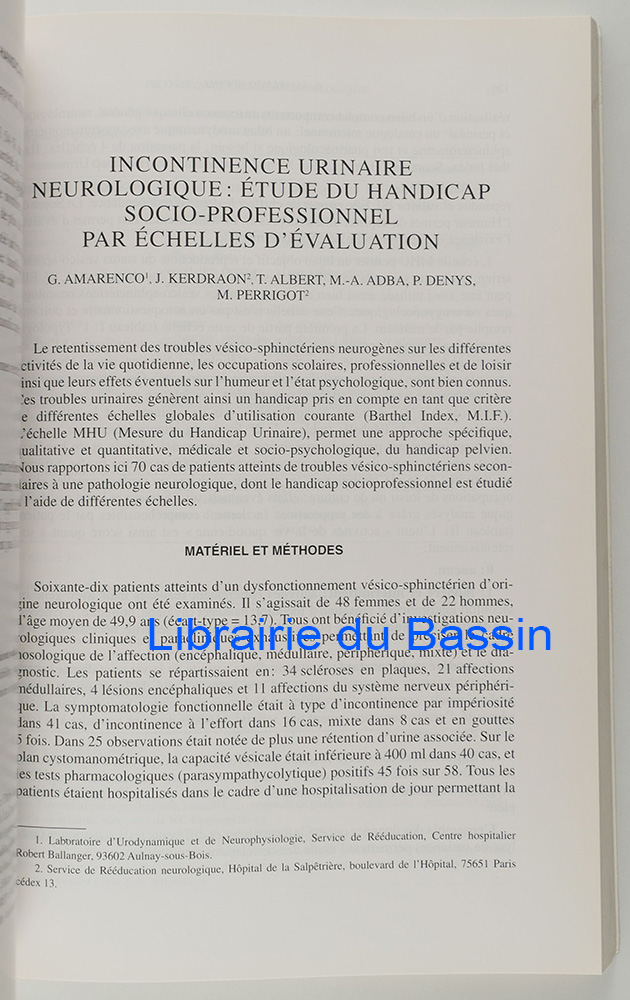 INCONTINENCE URINAIRE
NEUROLOGIQUE : ÉTUDE DU HANDICAP
SOCIO-PROFESSIONNEL
PAR ÉCHELLES D'ÉVALUATION
G. AMARENCO¹, J. KERDRAON², T. ALBERT, M.-A. ADBA, P. DENYS,
M. PERRIGOT²
Le retentissement des troubles vésico-sphinctériens neurogènes sur les différentes
ctivités de la vie quotidienne, les occupations scolaires, professionnelles et de loisir
insi que leurs effets éventuels sur l'humeur et l'état psychologique, sont bien connus.
es troubles urinaires génèrent ainsi un handicap pris en compte en tant que critère
e différentes échelles globales d'utilisation courante (Barthel Index, M.I.F.).
'échelle MHU (Mesure du Handicap Urinaire), permet une approche spécifique,
ualitative et quantitative, médicale et socio-psychologique, du handicap pelvien.
Nous rapportons ici 70 cas de patients atteints de troubles vésico-sphinctériens secon-
aires à une pathologie neurologique, dont le handicap socioprofessionnel est étudié
l'aide de différentes échelles.
MATÉRIEL ET MÉTHODES
Soixante-dix patients atteints d'un dysfonctionnement vésico-sphinctérien d'ori-
gine neurologique ont été examinés. Il s'agissait de 48 femmes et de 22 hommes,
d'âge moyen de 49,9 ans (écart-type = 13,7). Tous ont bénéficié d'investigations neu-
rologiques cliniques et paracliniques exhaustives permettant de préciser le cadre
Librairie du Bassin
nosologique de l'affection (encéphalique, médullaire, périphérique, mixte) et le dia-
gnostic. Les patients se répartissaient en : 34 scléroses en plaques, 21 affections
médullaires, 4 lésions encéphaliques et 11 affections du système nerveux périphéri-
que. La symptomatologie fonctionnelle était à type d'incontinence par impériosité
dans 41 cas, d'incontinence à l'effort dans 16 cas, mixte dans 8 cas et en gouttes
5 fois. Dans 25 observations était notée de plus une rétention d'urine associée. Sur le
plan cystomanométrique, la capacité vésicale était inférieure à 400 ml dans 40 cas, et
les tests pharmacologiques (parasympathycolytique) positifs 45 fois sur 58. Tous les
patients étaient hospitalisés dans le cadre d'une hospitalisation de jour permettant la
1. Laboratoire d'Urodynamique et de Neurophysiologie, Service de Rééducation, Centre hospitalier
Robert Ballanger, 93602 Aulnay-sous-Bois.
2. Service de Rééducation neurologique, Hôpital de la Salpêtrière, boulevard de l'Hôpital, 75651 Paris
cédex 13.